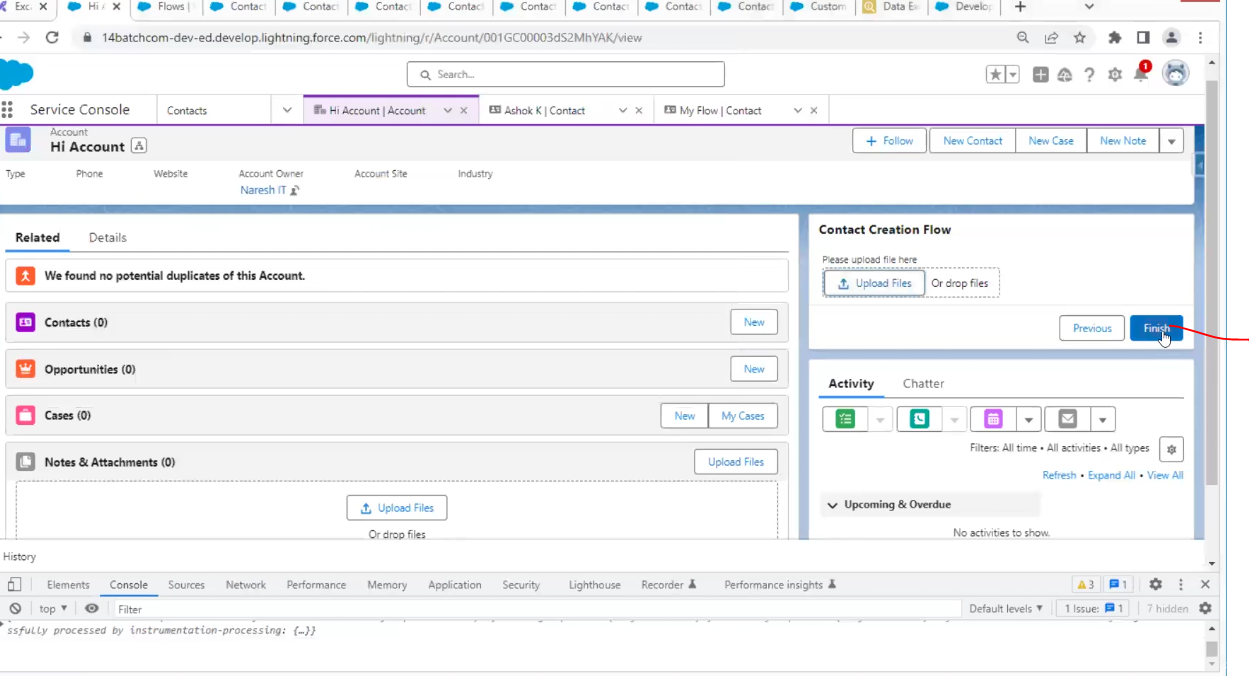 Exc
Hi A
Flows |
Contact
Contact
Contact
Contact
Contact
Contact
Contact
Contact
Custom
Data Ex
Develop
14batchcom-dev-ed.develop.lightning.force.com/lightning/r/Account/001GC00003dS2MhYAK/view
Search...
1
Service Console
Contacts
Hi Account | Account
Ashok K | Contact
My Flow | Contact
Account
Hi Account
+ Follow
New Contact
New Case
New Note
Type
Phone
Website
Account Owner
Account Site
Industry
Naresh IT
Related
Details
Contact Creation Flow
We found no potential duplicates of this Account.
Please upload file here
Upload Files
Or drop files
Contacts (0)
New
Previous
Finish
Opportunities (0)
New
Activity
Chatter
Cases (0)
New
My Cases
Filters: All time • All activities • All types
Notes & Attachments (0)
Upload Files
Refresh • Expand All • View All
Upload Files
Or drop files
Upcoming & Overdue
No activities to show.
History
Elements
Console
Sources
Network
Performance
Memory
Application
Security
Lighthouse
Recorder
Performance insights
3
1
top
Filter
Default levels
1 Issue:
1
7 hidden
ssfully processed by instrumentation-processing: {…}}